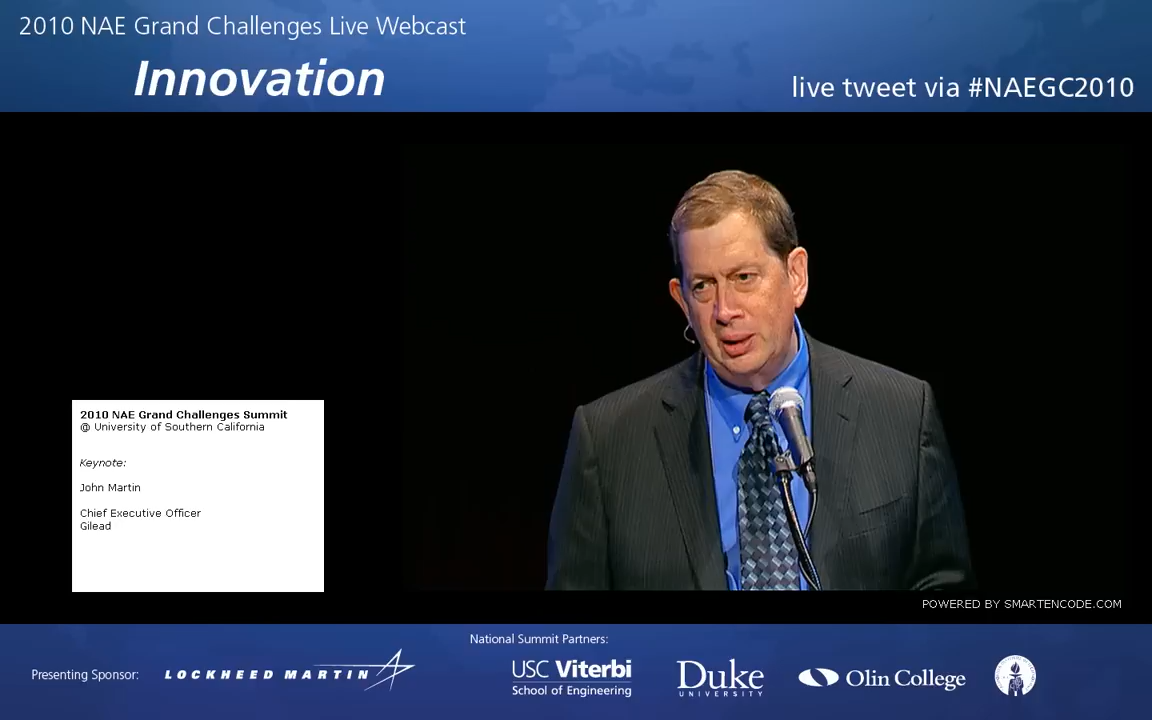 2010 NAE Grand Challenges Live Webcast
Innovation
live tweet via #NAEGC2010
2010 NAE Grand Challenges Summit
@ University of Southern California
Keynote:
John Martin
Chief Executive Officer
Gilead
POWERED BY SMARTENCODE.COM
National Summit Partners:
Presenting Sponsor:
LOCKHEED MARTIN
USC Viterbi
School of Engineering
Duke
UNIVERSITY
Olin College